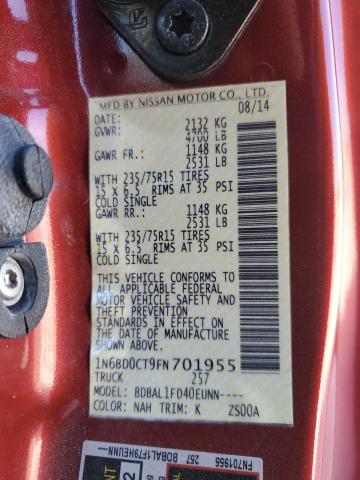 MFD BY NISSAN MOTOR CO., LTD.
DATE: 08/14
GVWR: 2132 KG
4700 LB
GAWR FR.: 1148 KG
2531 LB
WITH 235/75R15 TIRES
15 X 6.5 RIMS AT 35 PSI
COLD SINGLE
GAWR RR.: 1148 KG
2531 LB
WITH 235/75R15 TIRES
15 X 6.5 RIMS AT 35 PSI
COLD SINGLE
THIS VEHICLE CONFORMS TO
ALL APPLICABLE FEDERAL
MOTOR VEHICLE SAFETY AND
THEFT PREVENTION
STANDARDS IN EFFECT ON
THE DATE OF MANUFACTURE
SHOWN ABOVE.
1N6BD0CT9FN701955
TRUCK 257
MODEL: BDBAL1FD40EUNN----
COLOR: NAH TRIM: K ZS00A
FN701955 257 BDBAL1F79HEUNN--